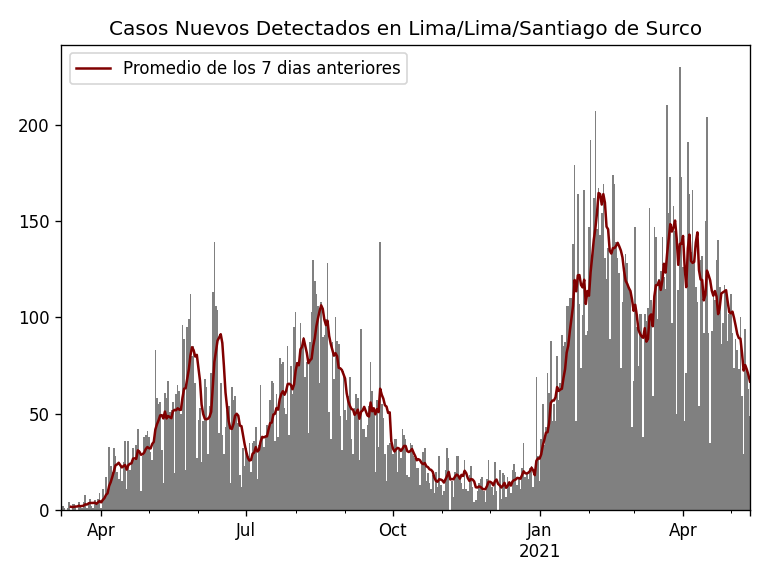 Casos Nuevos Detectados en Lima/Lima/Santiago de Surco
Promedio de los 7 dias anteriores
200
150
100
50
0
Apr
Jul
Oct
Jan
2021
Apr